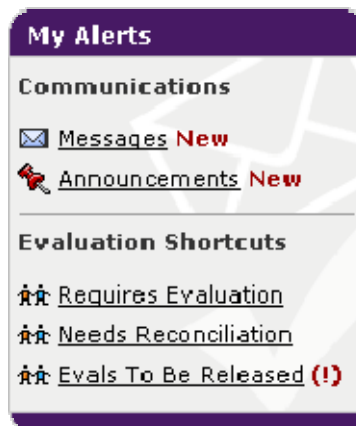 My Alerts
Communications
Messages New
Announcements New
Evaluation Shortcuts
Requires Evaluation
Needs Reconciliation
Evals To Be Released (!)